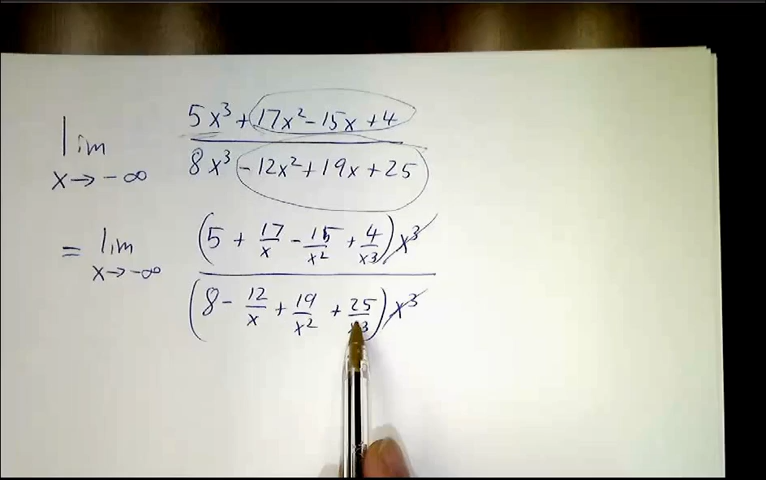 lim 5x³ + 17x² - 15x + 4
x → -∞ 8x³ - 12x² + 19x + 25
= lim (5 + 17/x - 15/x² + 4/x³) x³
x → -∞ (8 - 12/x + 19/x² + 25/x³) x³